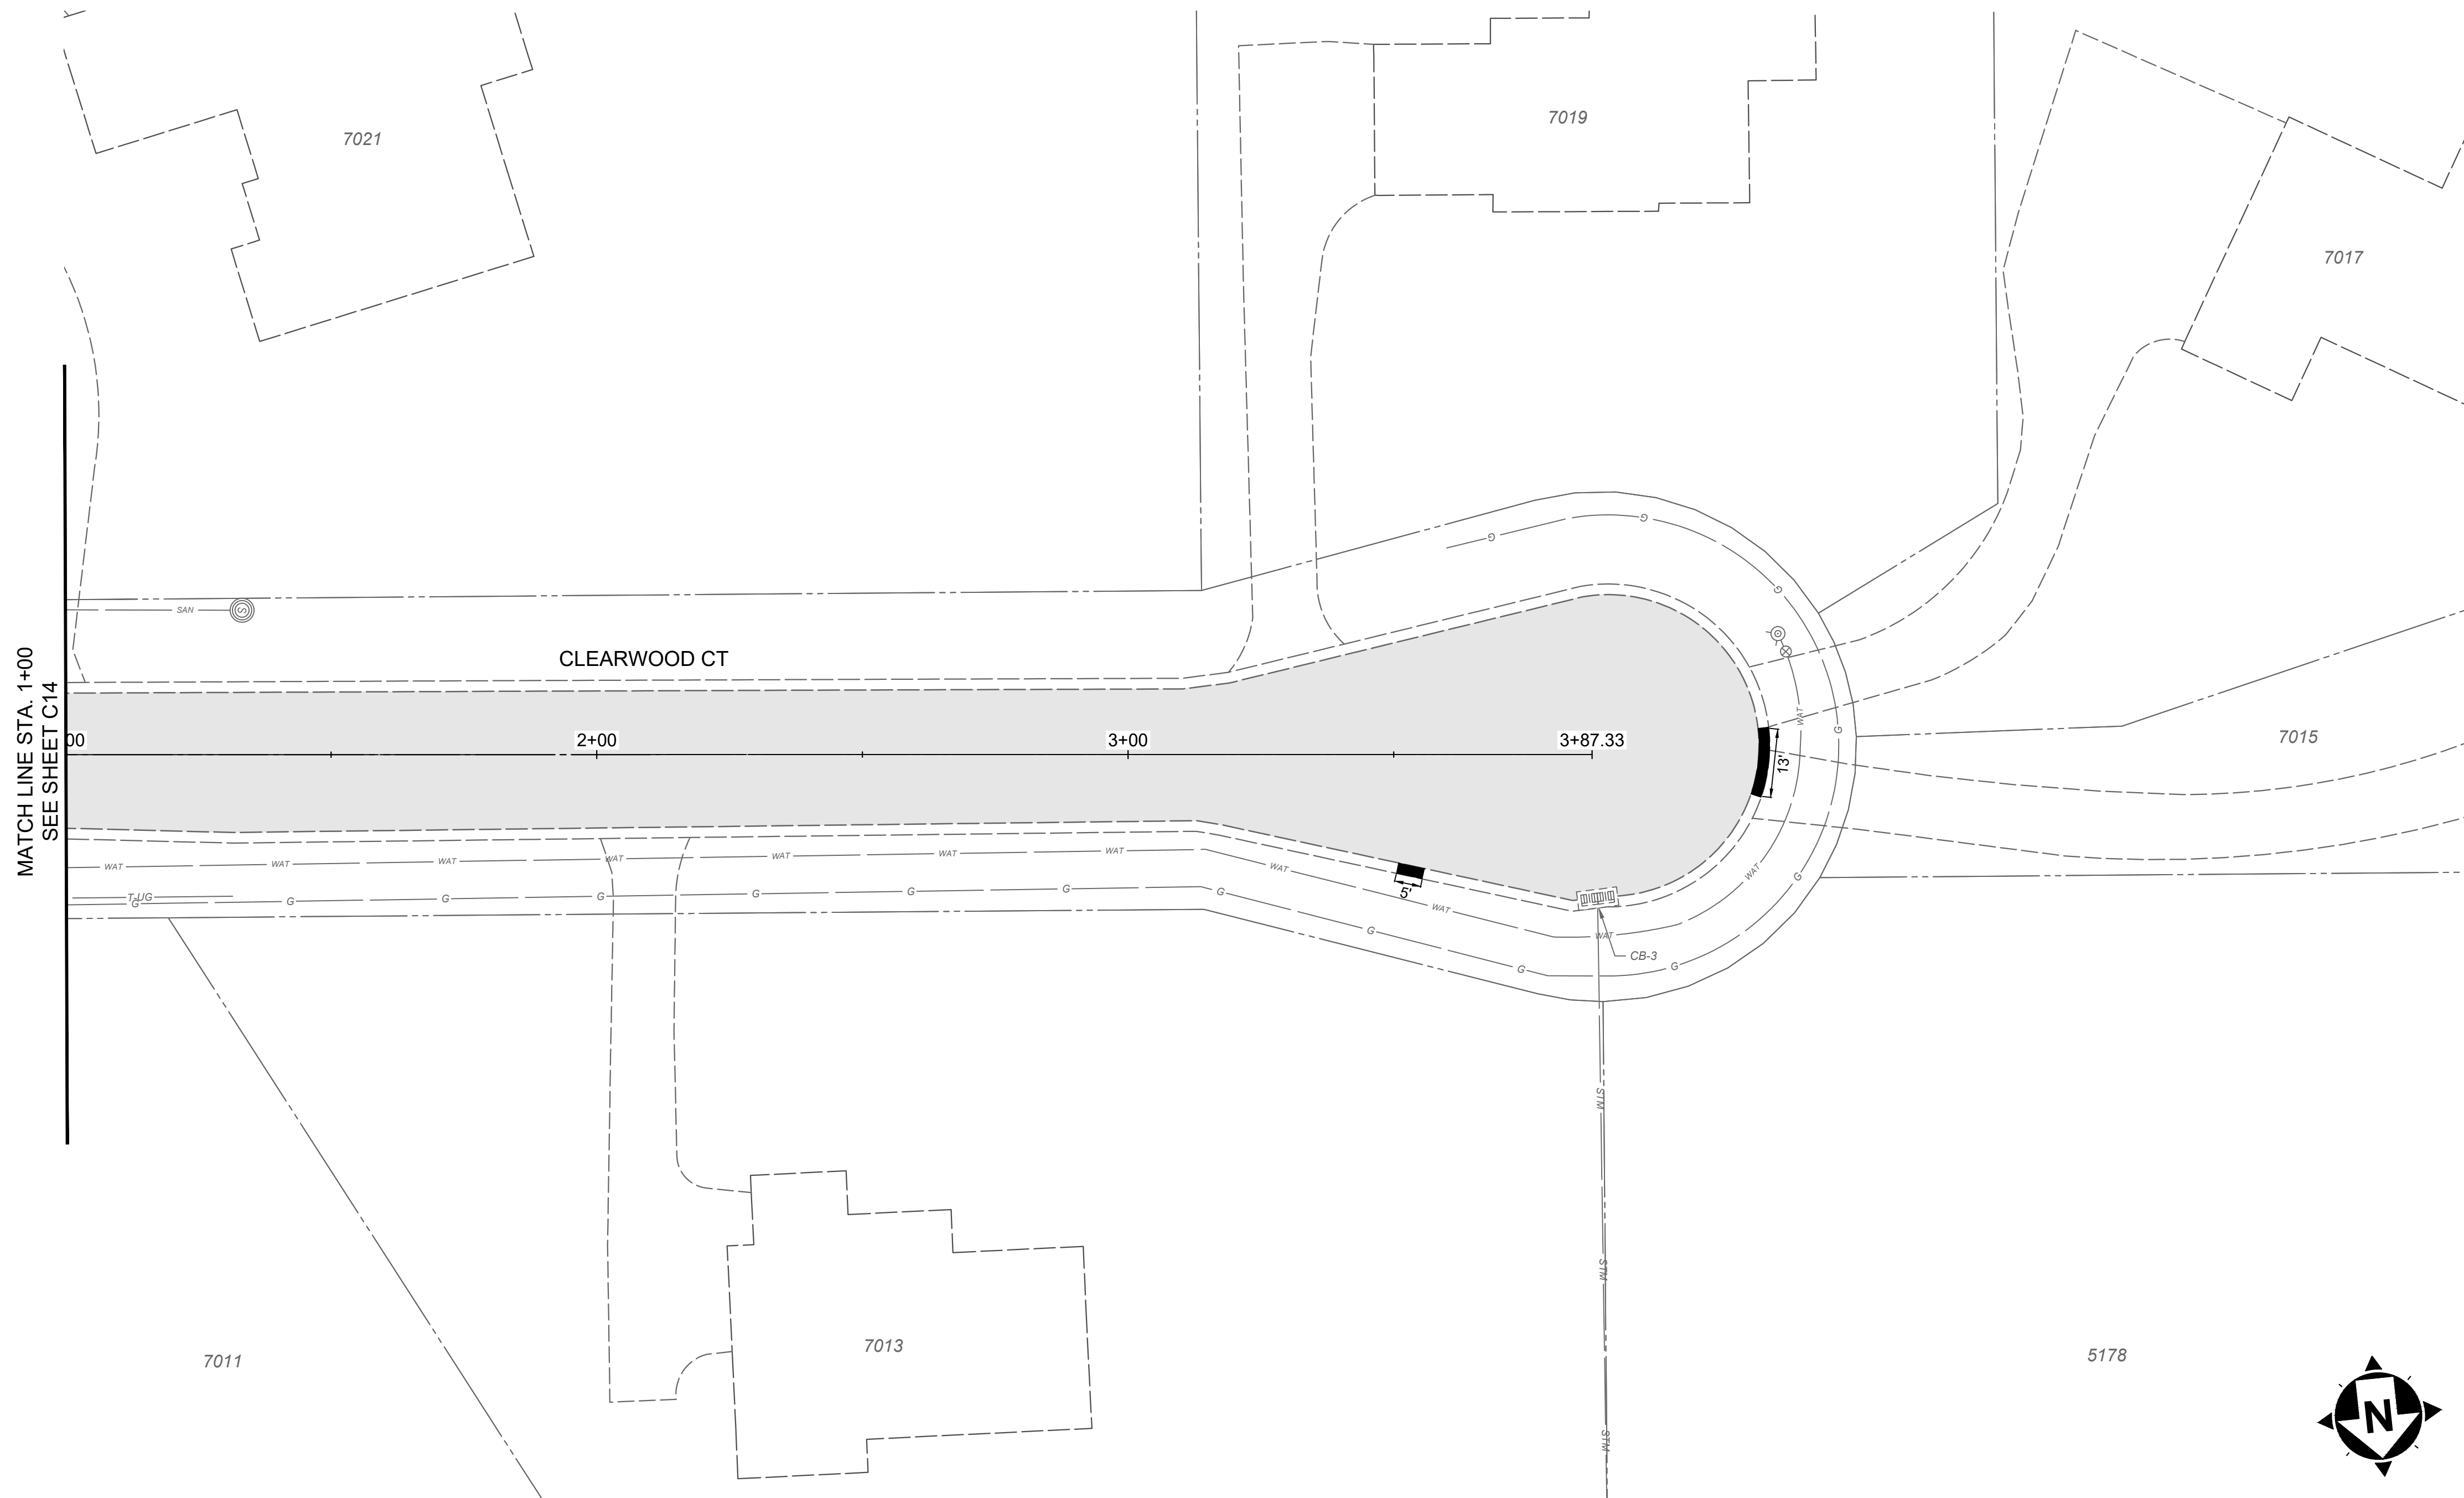 7021
7019
7017
G
G
G
SAN
S
CLEARWOOD CT
MATCH LINE STA. 1+00
SEE SHEET C14
00
2+00
3+00
3+87.33
WAT
G
7015
13'
WAT
WAT
WAT
WAT
WAT
WAT
WAT
WAT
WAT
G
T-UG
G
G
G
G
G
G
G
G
5'
WAT
WAT
G
G
G
CB-3
STM
STM
STM
7011
7013
5178
N